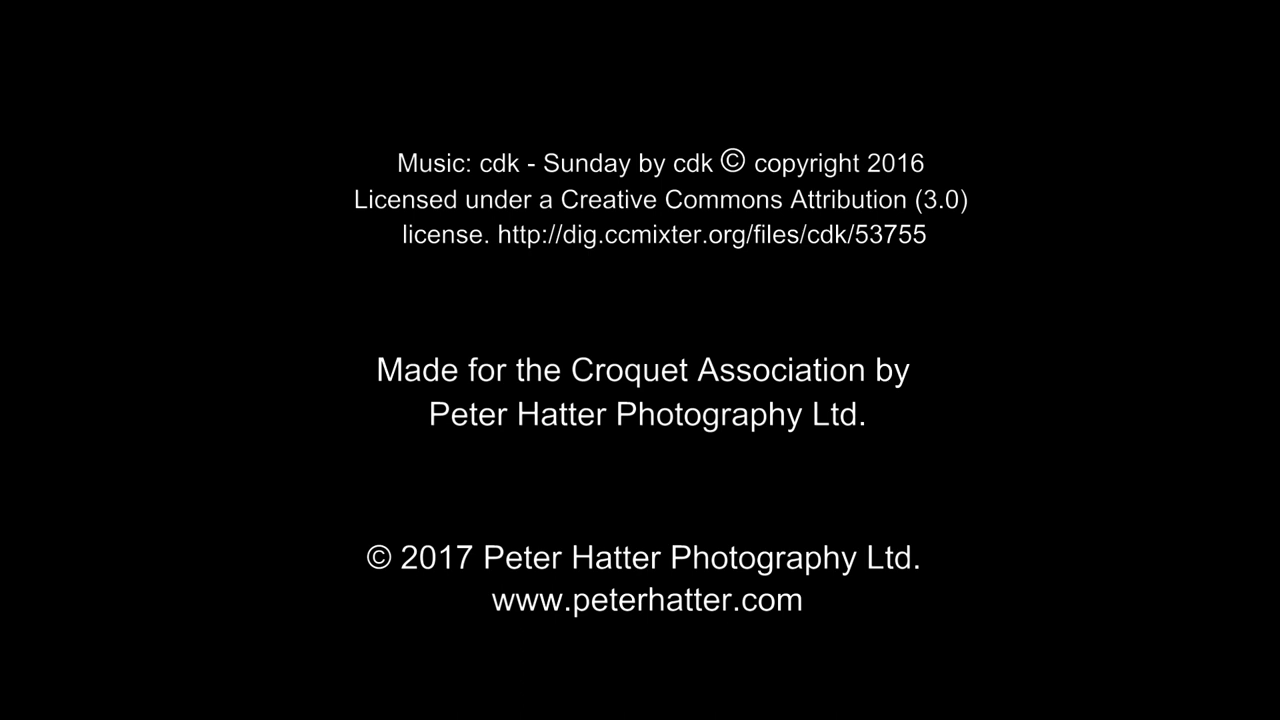 Music: cdk - Sunday by cdk © copyright 2016
Licensed under a Creative Commons Attribution (3.0)
license. http://dig.ccmixter.org/files/cdk/53755
Made for the Croquet Association by
Peter Hatter Photography Ltd.
© 2017 Peter Hatter Photography Ltd.
www.peterhatter.com